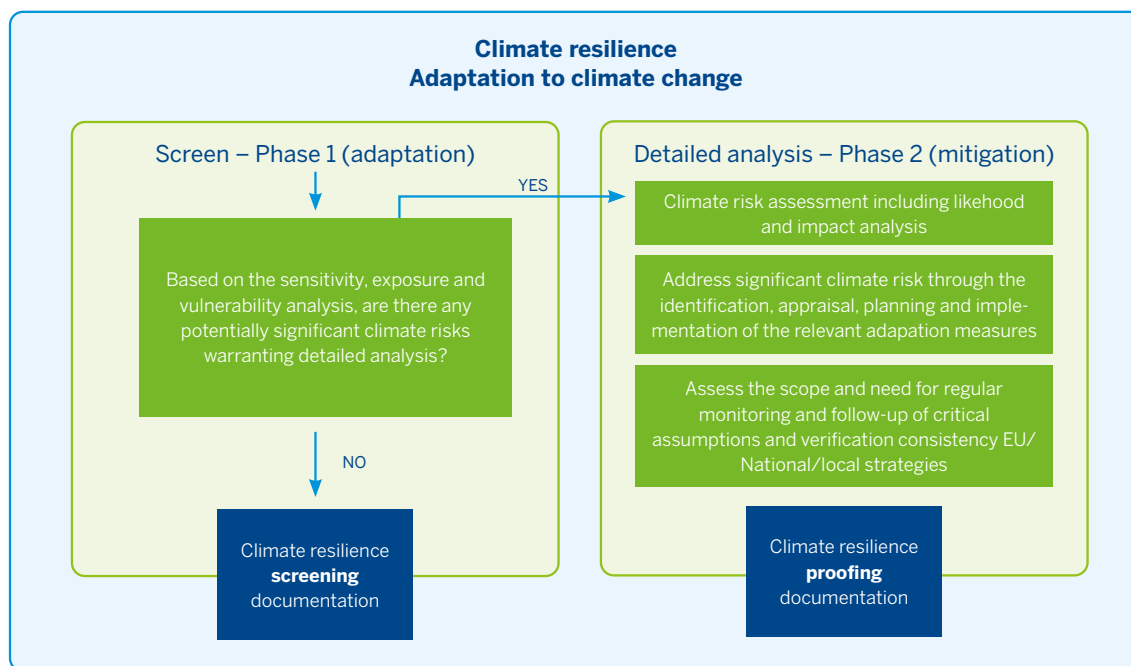 Climate resilience
Adaptation to climate change
Screen – Phase 1 (adaptation)
Based on the sensitivity, exposure and
vulnerability analysis, are there any
potentially significant climate risks
warranting detailed analysis?
YES
NO
Climate resilience
screening
documentation
Detailed analysis – Phase 2 (mitigation)
Climate risk assessment including likehood
and impact analysis
Address significant climate risk through the
identification, appraisal, planning and imple-
mentation of the relevant adapation measures
Assess the scope and need for regular
monitoring and follow-up of critical
assumptions and verification consistency EU/
National/local strategies
Climate resilience
proofing
documentation